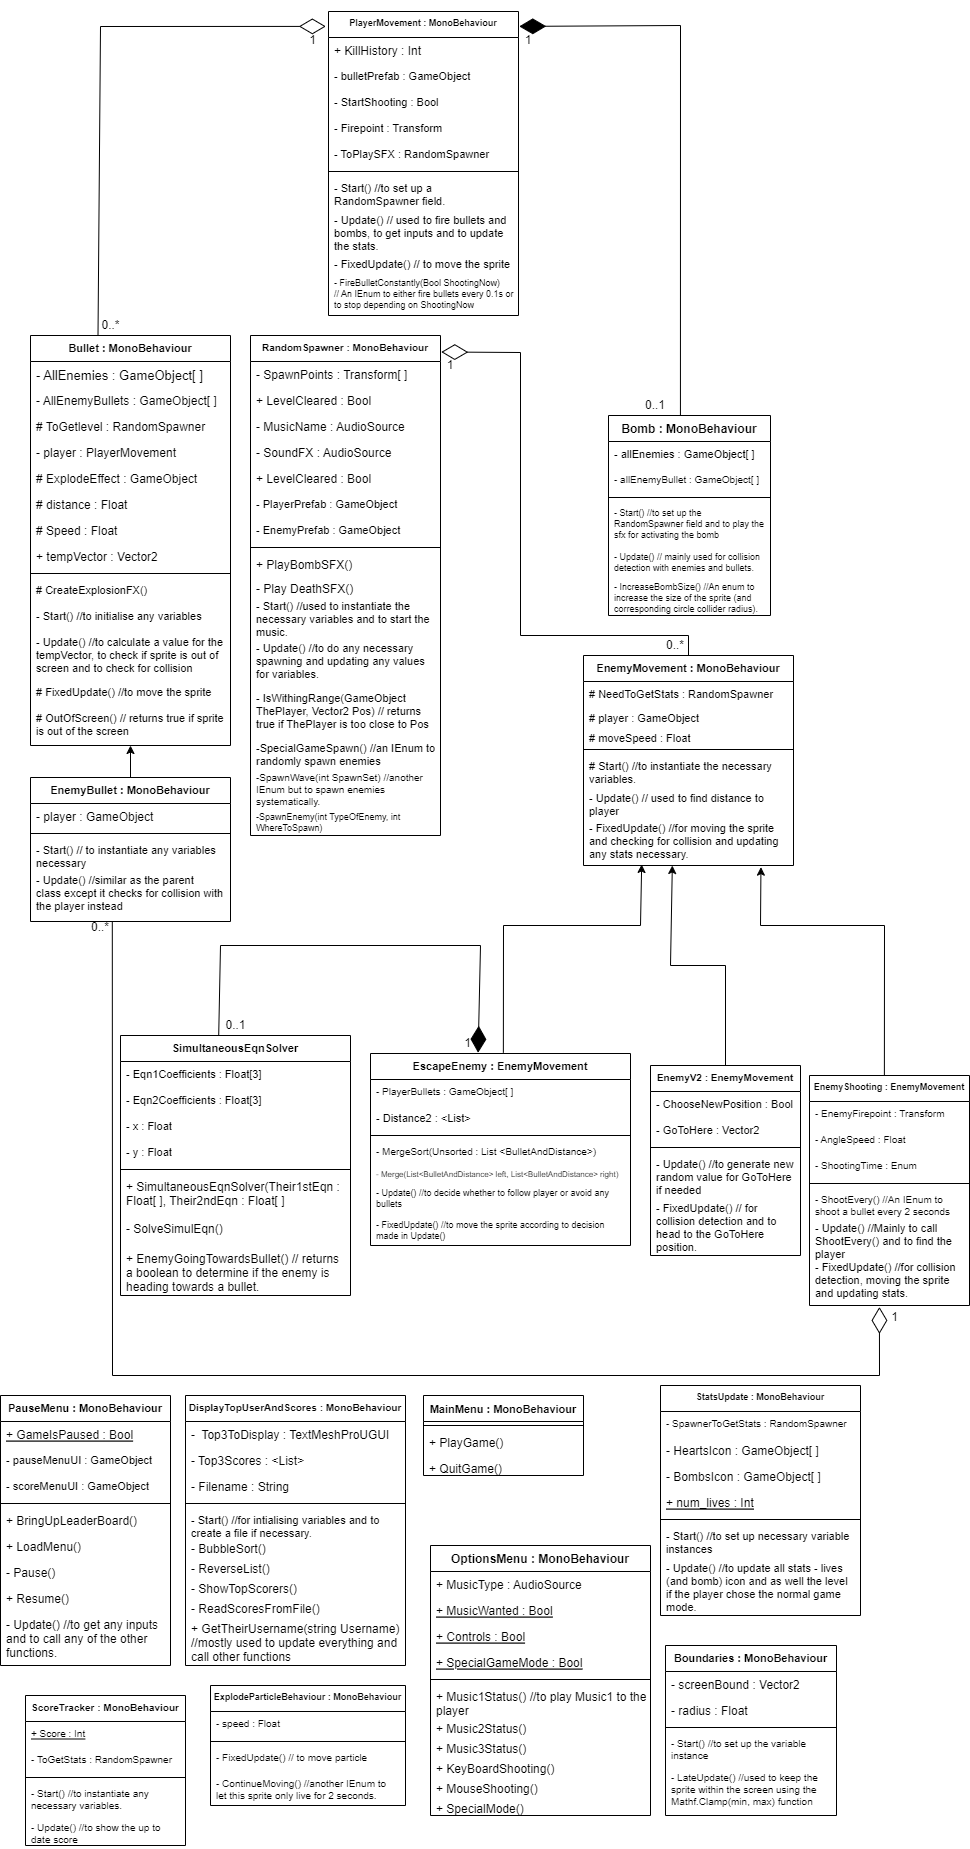 PlayerMovement : MonoBehaviour
+ KillHistory : Int
- bulletPrefab : GameObject
- StartShooting : Bool
- Firepoint : Transform
- ToPlaySFX : RandomSpawner
- Start() //to set up a
RandomSpawner field.
- Update() // used to fire bullets and
bombs, to get inputs and to update
the stats.
- FixedUpdate() // to move the sprite
- FireBulletConstantly(Bool ShootingNow)
// An IEnum to either fire bullets every 0.1s or
to stop depending on ShootingNow
1
1
0..*
0..1
Bullet : MonoBehaviour
- AllEnemies : GameObject[ ]
- AllEnemyBullets : GameObject[ ]
# ToGetlevel : RandomSpawner
- player : PlayerMovement
# ExplodeEffect : GameObject
# distance : Float
# Speed : Float
+ tempVector : Vector2
# CreateExplosionFX()
- Start() //to initialise any variables
- Update() //to calculate a value for the
tempVector, to check if sprite is out of
screen and to check for collision
# FixedUpdate() //to move the sprite
# OutOfScreen() // returns true if sprite
is out of the screen
RandomSpawner : MonoBehaviour
- SpawnPoints : Transform[ ]
+ LevelCleared : Bool
- MusicName : AudioSource
- SoundFX : AudioSource
+ LevelCleared : Bool
- PlayerPrefab : GameObject
- EnemyPrefab : GameObject
+ PlayBombSFX()
- Play DeathSFX()
- Start() //used to instantiate the
necessary variables and to start the
music.
- Update() //to do any necessary
spawning and updating any values
for variables.
- IsWithingRange(GameObject
ThePlayer, Vector2 Pos) // returns
true if ThePlayer is too close to Pos
-SpecialGameSpawn() //an IEnum to
randomly spawn enemies
-SpawnWave(int SpawnSet) //another
IEnum but to spawn enemies
systematically.
-SpawnEnemy(int TypeOfEnemy, int
WhereToSpawn)
1
0..*
Bomb : MonoBehaviour
- allEnemies : GameObject[ ]
- allEnemyBullet : GameObject[ ]
- Start() //to set up the
RandomSpawner field and to play the
sfx for activating the bomb
- Update() // mainly used for collision
detection with enemies and bullets.
- IncreaseBombSize() //An enum to
increase the size of the sprite (and
corresponding circle collider radius).
EnemyMovement : MonoBehaviour
# NeedToGetStats : RandomSpawner
# player : GameObject
# moveSpeed : Float
# Start() //to instantiate the necessary
variables.
- Update() // used to find distance to
player
- FixedUpdate() //for moving the sprite
and checking for collision and updating
any stats necessary.
EnemyBullet : MonoBehaviour
- player : GameObject
- Start() // to instantiate any variables
necessary
- Update() //similar as the parent
class except it checks for collision with
the player instead
0..*
0..1
1
SimultaneousEqnSolver
- Eqn1Coefficients : Float[3]
- Eqn2Coefficients : Float[3]
- x : Float
- y : Float
+ SimultaneousEqnSolver(Their1stEqn :
Float[ ], Their2ndEqn : Float[ ]
- SolveSimulEqn()
+ EnemyGoingTowardsBullet() // returns
a boolean to determine if the enemy is
heading towards a bullet.
EscapeEnemy : EnemyMovement
- PlayerBullets : GameObject[ ]
- Distance2 : <List>
- MergeSort(Unsorted : List <BulletAndDistance>)
- Merge(List<BulletAndDistance> left, List<BulletAndDistance> right)
- Update() //to decide whether to follow player or avoid any
bullets
- FixedUpdate() //to move the sprite according to decision
made in Update()
EnemyV2 : EnemyMovement
- ChooseNewPosition : Bool
- GoToHere : Vector2
- Update() //to generate new
random value for GoToHere
if needed
- FixedUpdate() // for
collision detection and to
head to the GoToHere
position.
EnemyShooting : EnemyMovement
- EnemyFirepoint : Transform
- AngleSpeed : Float
- ShootingTime : Enum
- ShootEvery() //An IEnum to
shoot a bullet every 2 seconds
- Update() //Mainly to call
ShootEvery() and to find the
player
- FixedUpdate() //for collision
detection, moving the sprite
and updating stats.
1
PauseMenu : MonoBehaviour
+ GameIsPaused : Bool
- pauseMenuUI : GameObject
- scoreMenuUI : GameObject
+ BringUpLeaderBoard()
+ LoadMenu()
- Pause()
+ Resume()
- Update() //to get any inputs
and to call any of the other
functions.
DisplayTopUserAndScores : MonoBehaviour
- Top3ToDisplay : TextMeshProUGUI
- Top3Scores : <List>
- Filename : String
- Start() //for intialising variables and to
create a file if necessary.
- BubbleSort()
- ReverseList()
- ShowTopScorers()
- ReadScoresFromFile()
+ GetTheirUsername(string Username)
//mostly used to update everything and
call other functions
MainMenu : MonoBehaviour
+ PlayGame()
+ QuitGame()
StatsUpdate : MonoBehaviour
- SpawnerToGetStats : RandomSpawner
- HeartsIcon : GameObject[ ]
- BombsIcon : GameObject[ ]
+ num_lives : Int
- Start() //to set up necessary variable
instances
- Update() //to update all stats - lives
(and bomb) icon and as well the level
if the player chose the normal game
mode.
OptionsMenu : MonoBehaviour
+ MusicType : AudioSource
+ MusicWanted : Bool
+ Controls : Bool
+ SpecialGameMode : Bool
+ Music1Status() //to play Music1 to the
player
+ Music2Status()
+ Music3Status()
+ KeyBoardShooting()
+ MouseShooting()
+ SpecialMode()
Boundaries : MonoBehaviour
- screenBound : Vector2
- radius : Float
- Start() //to set up the variable
instance
- LateUpdate() //used to keep the
sprite within the screen using the
Mathf.Clamp(min, max) function
ScoreTracker : MonoBehaviour
+ Score : Int
- ToGetStats : RandomSpawner
- Start() //to instantiate any
necessary variables.
- Update() //to show the up to
date score
ExplodeParticleBehaviour : MonoBehaviour
- speed : Float
- FixedUpdate() // to move particle
- ContinueMoving() //another IEnum to
let this sprite only live for 2 seconds.